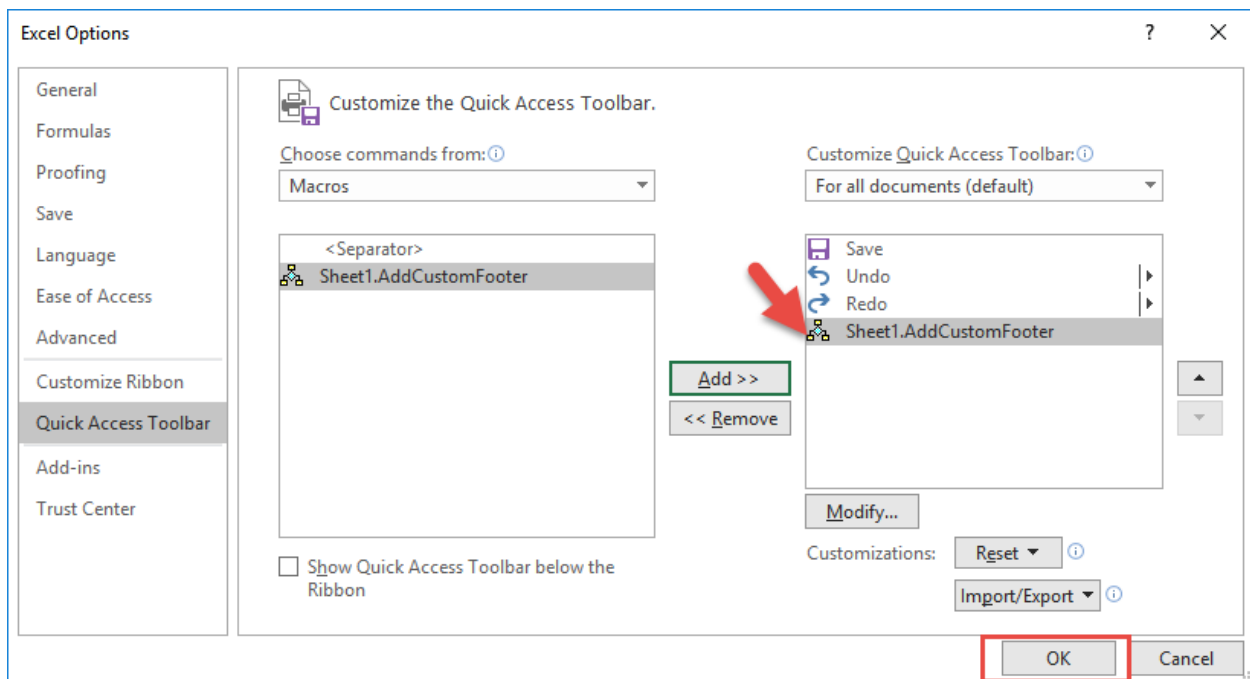 Excel Options
?
General
Formulas
Proofing
Save
Language
Ease of Access
Advanced
Customize Ribbon
Quick Access Toolbar
Add-ins
Trust Center
Customize the Quick Access Toolbar.
Choose commands from:
Macros
<Separator>
Sheet1.AddCustomFooter
Show Quick Access Toolbar below the
Ribbon
Add >>
<< Remove
Customize Quick Access Toolbar:
For all documents (default)
Save
Undo
Redo
Sheet1.AddCustomFooter
Modify...
Customizations:
Reset
Import/Export
OK
Cancel